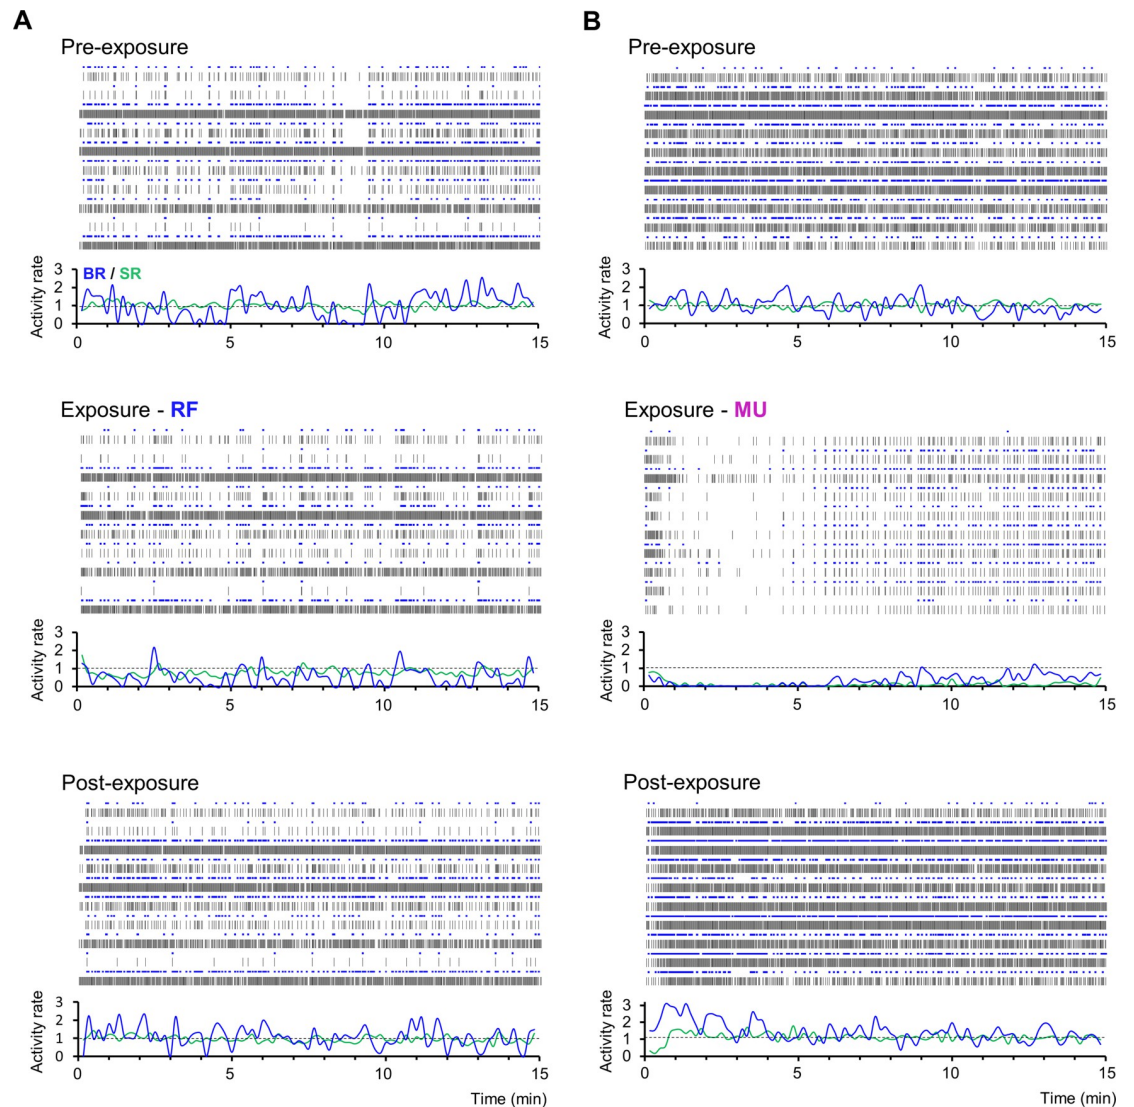 A
Pre-exposure
Activity rate
3
2
1
0
BR / SR
0 5 10 15
Exposure - RF
Activity rate
3
2
1
0
0 5 10 15
Post-exposure
Activity rate
3
2
1
0
0 5 10 15
Time (min)
B
Pre-exposure
Activity rate
3
2
1
0
0 5 10 15
Exposure - MU
Activity rate
3
2
1
0
0 5 10 15
Post-exposure
Activity rate
3
2
1
0
0 5 10 15
Time (min)